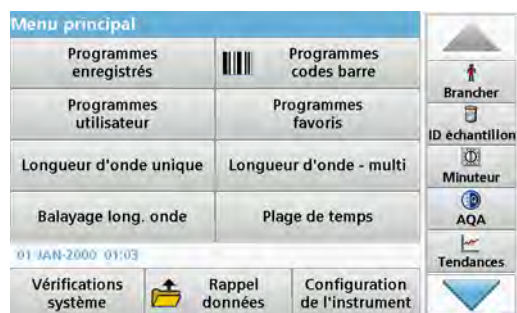 Menu principal
Programmes
enregistrés
Programmes
codes barre
Programmes
utilisateur
Programmes
favoris
Longueur d'onde unique
Longueur d'onde - multi
Balayage long. onde
Plage de temps
01-JAN-2000 01:03
Vérifications
système
Rappel
données
Configuration
de l'instrument
Brancher
ID échantillon
Minuteur
AQA
Tendances